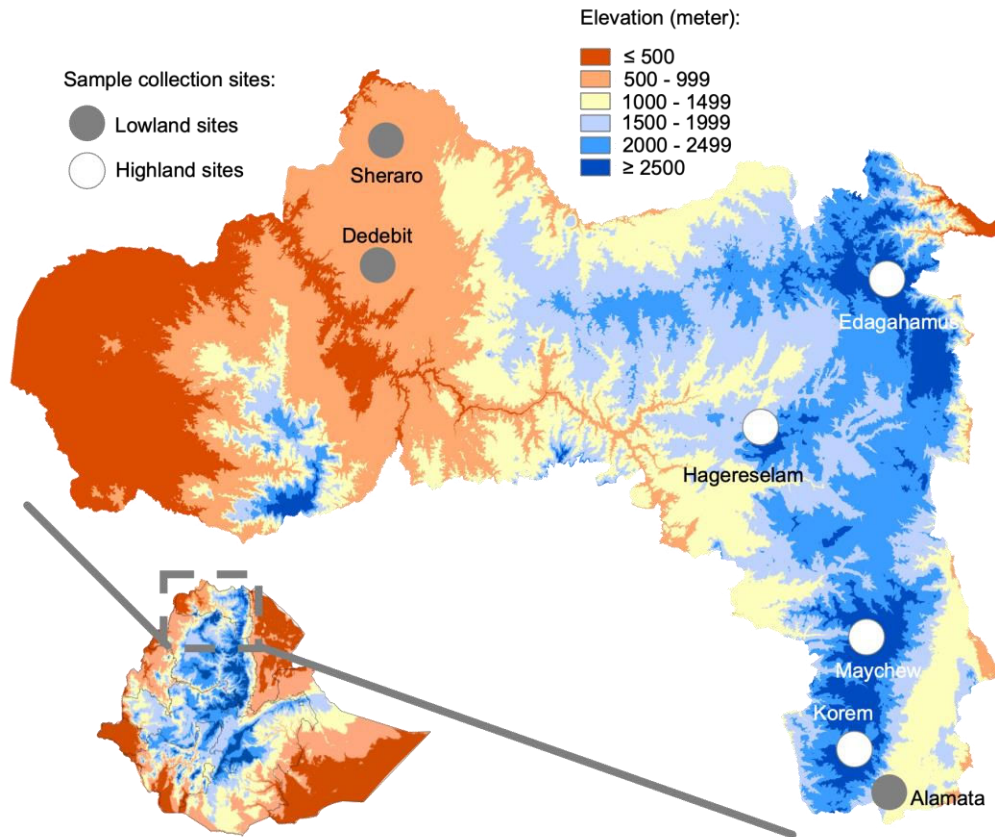 Elevation (meter):
≤ 500
500 - 999
1000 - 1499
1500 - 1999
2000 - 2499
≥ 2500
Sample collection sites:
Lowland sites
Highland sites
Sheraro
Dedebit
Edagahamus
Hagereselam
Maychew
Korem
Alamata